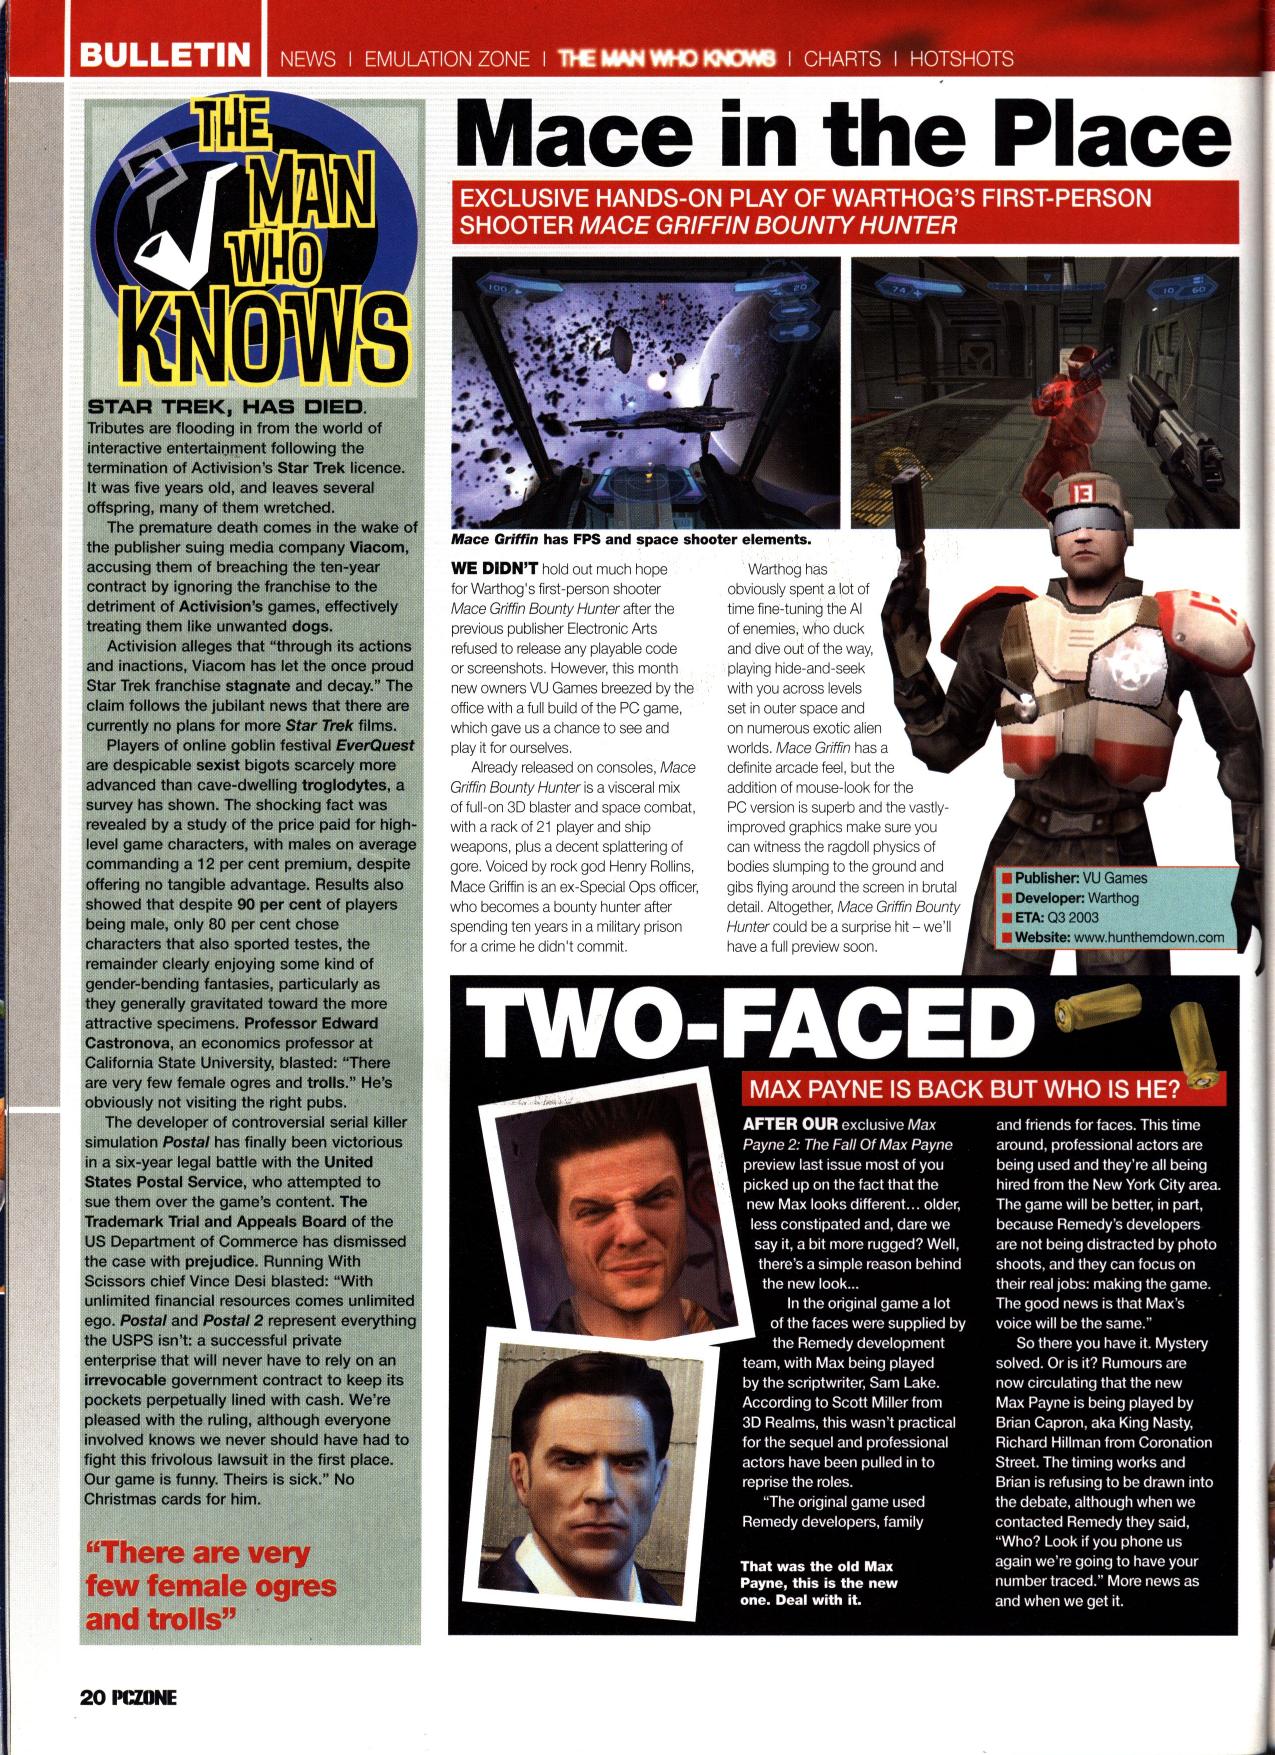 BULLETIN
NEWS | EMULATION ZONE | THE MAN WHO KNOWS | CHARTS | HOTSHOTS
THE
MAN
WHO
KNOWS
STAR TREK, HAS DIED.
Tributes are flooding in from the world of
interactive entertainment following the
termination of Activision's Star Trek licence.
It was five years old, and leaves several
offspring, many of them wretched.
The premature death comes in the wake of
the publisher suing media company Viacom,
accusing them of breaching the ten-year
contract by ignoring the franchise to the
detriment of Activision's games, effectively
treating them like unwanted dogs.
Activision alleges that "through its actions
and inactions, Viacom has let the once proud
Star Trek franchise stagnate and decay." The
claim follows the jubilant news that there are
currently no plans for more Star Trek films.
Players of online goblin festival EverQuest
are despicable sexist bigots scarcely more
advanced than cave-dwelling troglodytes, a
survey has shown. The shocking fact was
revealed by a study of the price paid for high-
level game characters, with males on average
commanding a 12 per cent premium, despite
offering no tangible advantage. Results also
showed that despite 90 per cent of players
being male, only 80 per cent chose
characters that also sported testes, the
remainder clearly enjoying some kind of
gender-bending fantasies, particularly as
they generally gravitated toward the more
attractive specimens. Professor Edward
Castronova, an economics professor at
California State University, blasted: "There
are very few female ogres and trolls." He's
obviously not visiting the right pubs.
The developer of controversial serial killer
simulation Postal has finally been victorious
in a six-year legal battle with the United
States Postal Service, who attempted to
sue them over the game's content. The
Trademark Trial and Appeals Board of the
US Department of Commerce has dismissed
the case with prejudice. Running With
Scissors chief Vince Desi blasted: "With
unlimited financial resources comes unlimited
ego. Postal and Postal 2 represent everything
the USPS isn't: a successful private
enterprise that will never have to rely on an
irrevocable government contract to keep its
pockets perpetually lined with cash. We're
pleased with the ruling, although everyone
involved knows we never should have had to
fight this frivolous lawsuit in the first place.
Our game is funny. Theirs is sick." No
Christmas cards for him.
"There are very
few female ogres
and trolls"
Mace in the Place
EXCLUSIVE HANDS-ON PLAY OF WARTHOG'S FIRST-PERSON
SHOOTER MACE GRIFFIN BOUNTY HUNTER
100
20
74
10 60
13
Mace Griffin has FPS and space shooter elements.
WE DIDN'T hold out much hope
for Warthog's first-person shooter
Mace Griffin Bounty Hunter after the
previous publisher Electronic Arts
refused to release any playable code
or screenshots. However, this month
new owners VU Games breezed by the
office with a full build of the PC game,
which gave us a chance to see and
play it for ourselves.
Already released on consoles, Mace
Griffin Bounty Hunter is a visceral mix
of full-on 3D blaster and space combat,
with a rack of 21 player and ship
weapons, plus a decent splattering of
gore. Voiced by rock god Henry Rollins,
Mace Griffin is an ex-Special Ops officer,
who becomes a bounty hunter after
spending ten years in a military prison
for a crime he didn't commit.
Warthog has
obviously spent a lot of
time fine-tuning the AI
of enemies, who duck
and dive out of the way,
playing hide-and-seek
with you across levels
set in outer space and
on numerous exotic alien
worlds. Mace Griffin has a
definite arcade feel, but the
addition of mouse-look for the
PC version is superb and the vastly-
improved graphics make sure you
can witness the ragdoll physics of
bodies slumping to the ground and
gibs flying around the screen in brutal
detail. Altogether, Mace Griffin Bounty
Hunter could be a surprise hit – we'll
have a full preview soon.
Publisher: VU Games
Developer: Warthog
ETA: Q3 2003
Website: www.hunthemdown.com
TWO-FACED
MAX PAYNE IS BACK BUT WHO IS HE?
AFTER OUR exclusive Max
Payne 2: The Fall Of Max Payne
preview last issue most of you
picked up on the fact that the
new Max looks different... older,
less constipated and, dare we
say it, a bit more rugged? Well,
there's a simple reason behind
the new look...
In the original game a lot
of the faces were supplied by
the Remedy development
team, with Max being played
by the scriptwriter, Sam Lake.
According to Scott Miller from
3D Realms, this wasn't practical
for the sequel and professional
actors have been pulled in to
reprise the roles.
"The original game used
Remedy developers, family
That was the old Max
Payne, this is the new
one. Deal with it.
and friends for faces. This time
around, professional actors are
being used and they're all being
hired from the New York City area.
The game will be better, in part,
because Remedy's developers
are not being distracted by photo
shoots, and they can focus on
their real jobs: making the game.
The good news is that Max's
voice will be the same."
So there you have it. Mystery
solved. Or is it? Rumours are
now circulating that the new
Max Payne is being played by
Brian Capron, aka King Nasty,
Richard Hillman from Coronation
Street. The timing works and
Brian is refusing to be drawn into
the debate, although when we
contacted Remedy they said,
"Who? Look if you phone us
again we're going to have your
number traced." More news as
and when we get it.
20 PCZONE